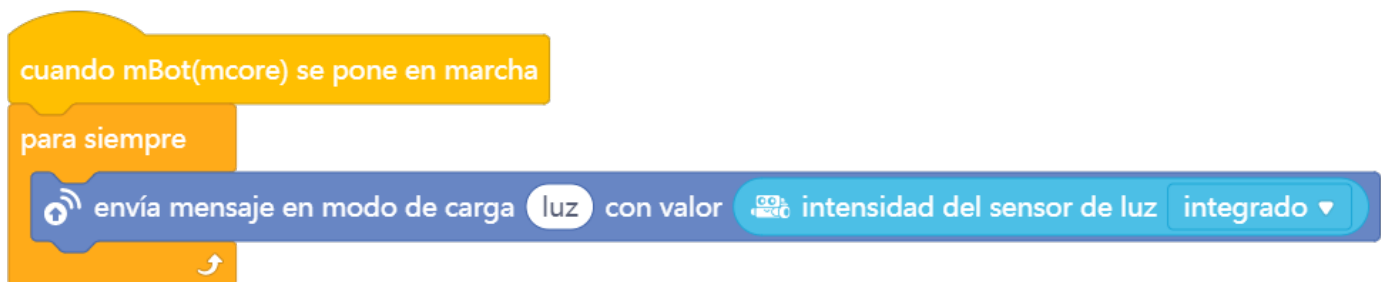 cuando mBot(mcore) se pone en marcha
para siempre
envía mensaje en modo de carga luz con valor intensidad del sensor de luz integrado